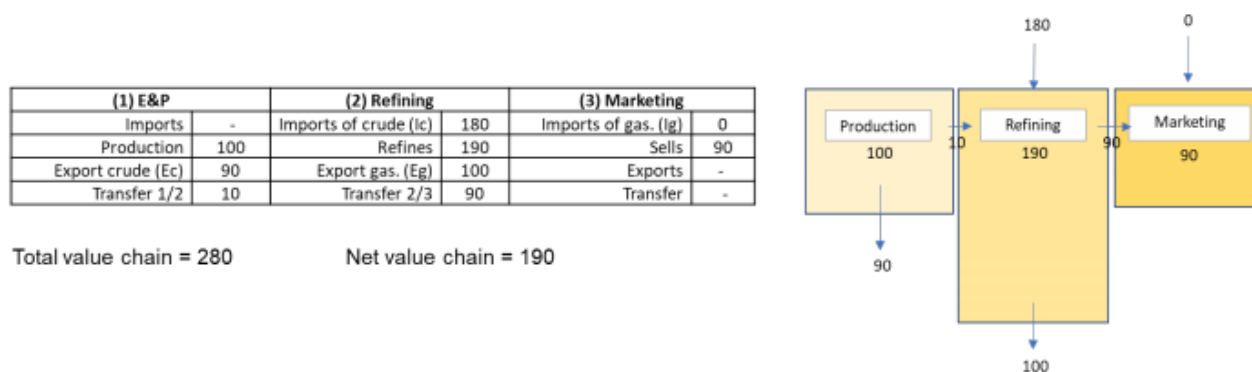 (1) E&P (2) Refining (3) Marketing
Imports - Imports of crude (Ic) 180 Imports of gas. (Ig) 0
Production 100 Refines 190 Sells 90
Export crude (Ec) 90 Export gas. (Eg) 100 Exports -
Transfer 1/2 10 Transfer 2/3 90 Transfer -
Total value chain = 280 Net value chain = 190
180 0
Production Refining Marketing
10 90
100 190 90
90
100